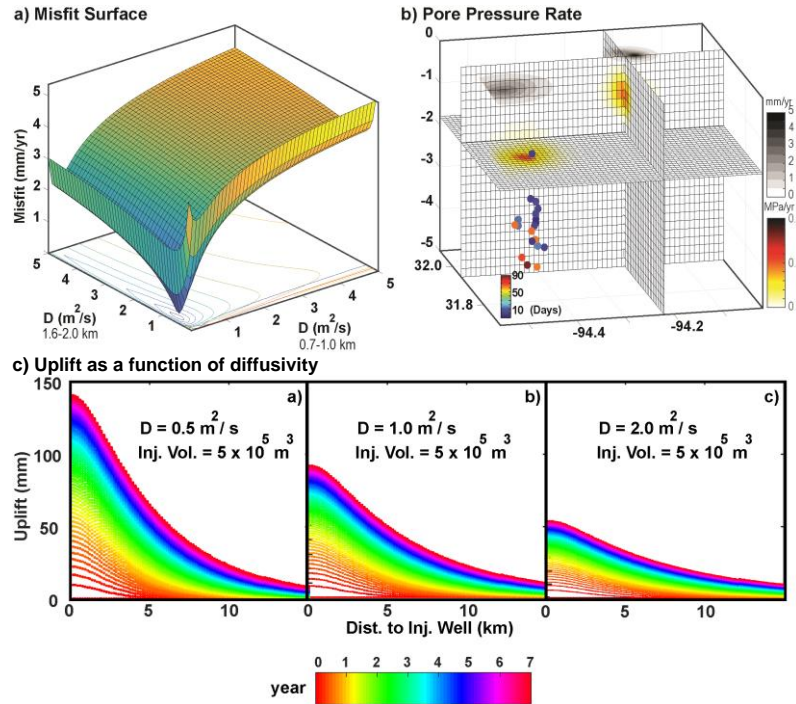 a) Misfit Surface
Misfit (mm/yr)
5
4
3
2
1
5
4
3
2
1
D (m²/s)
1.6-2.0 km
1
2
3
4
5
D (m²/s)
0.7-1.0 km
b) Pore Pressure Rate
0
-1
-2
-3
-4
-5
32.0
31.8
-94.4
-94.2
90
50
10 (Days)
mm/yr
5
4
3
2
1
0
MPa/yr
c) Uplift as a function of diffusivity
Uplift (mm)
150
100
50
0
a)
D = 0.5 m²/s
Inj. Vol. = 5 x 10⁵ m³
b)
D = 1.0 m²/s
Inj. Vol. = 5 x 10⁵ m³
c)
D = 2.0 m²/s
Inj. Vol. = 5 x 10⁵ m³
0 5 10 0 5 10 0 5 10
Dist. to Inj. Well (km)
0 1 2 3 4 5 6 7
year